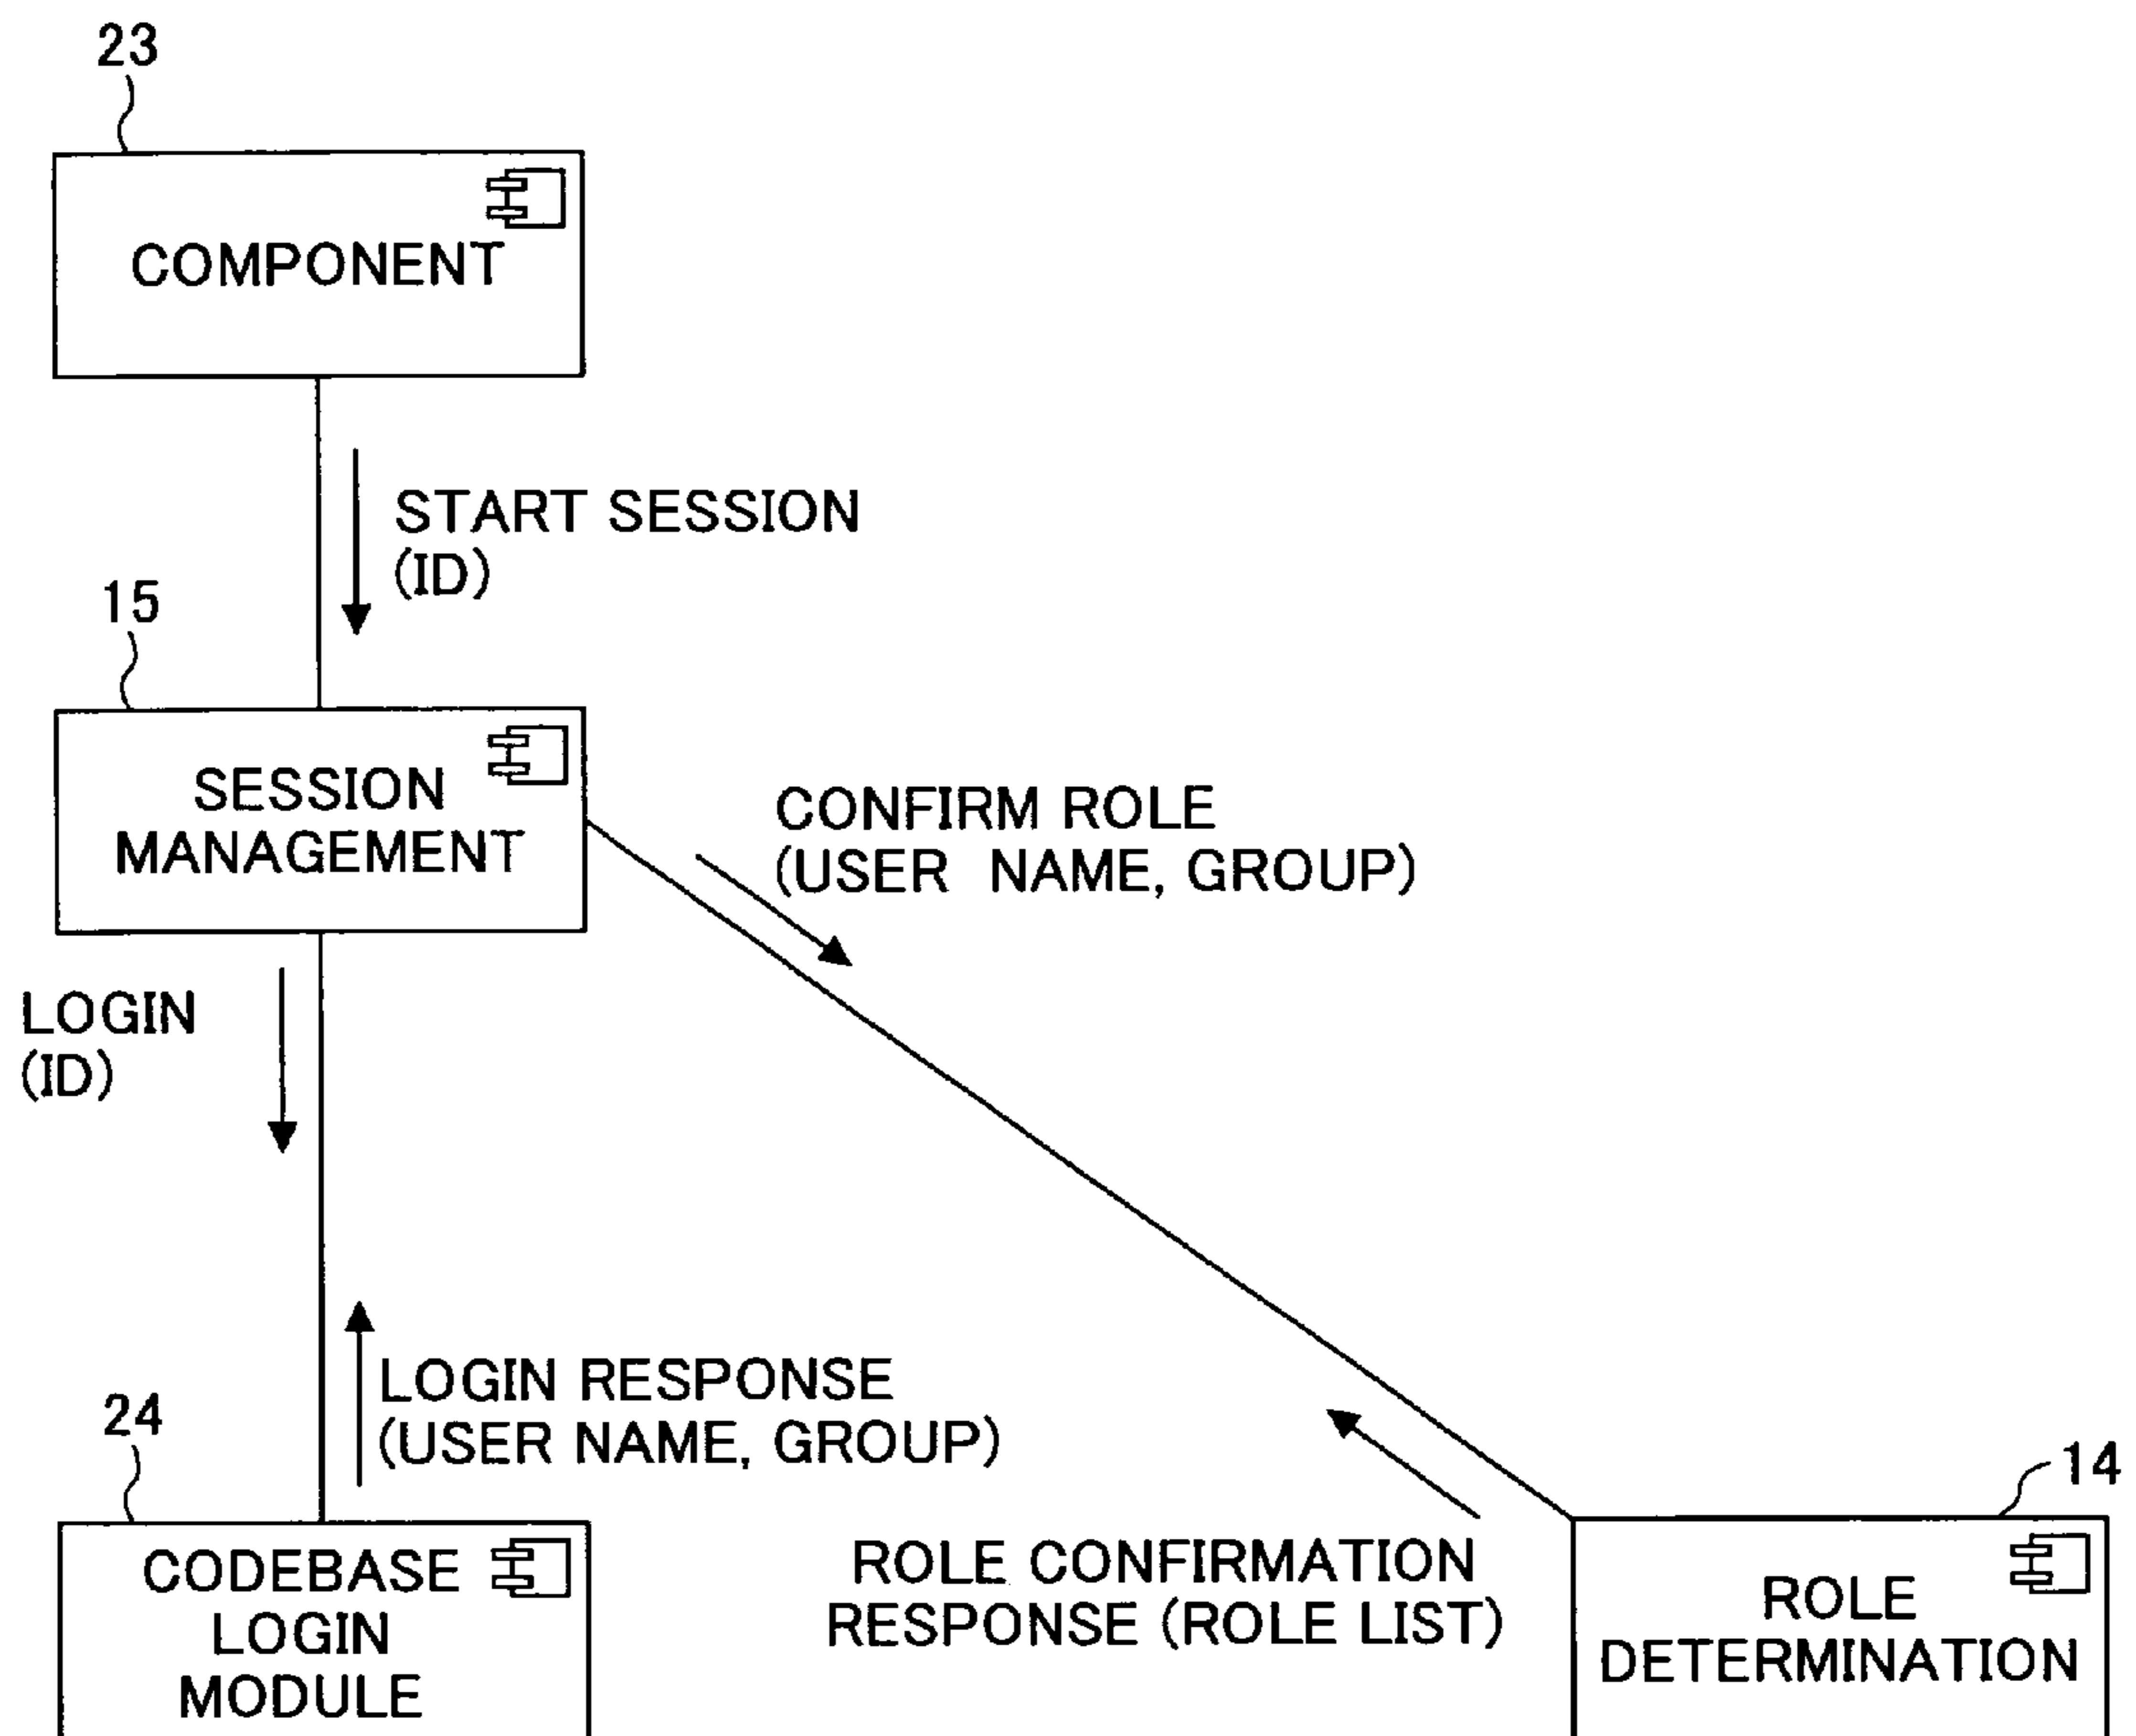 23
COMPONENT
START SESSION
(ID)
15
SESSION
MANAGEMENT
CONFIRM ROLE
(USER NAME, GROUP)
LOGIN
(ID)
LOGIN RESPONSE
(USER NAME, GROUP)
24
CODEBASE
LOGIN
MODULE
ROLE CONFIRMATION
RESPONSE (ROLE LIST)
14
ROLE
DETERMINATION